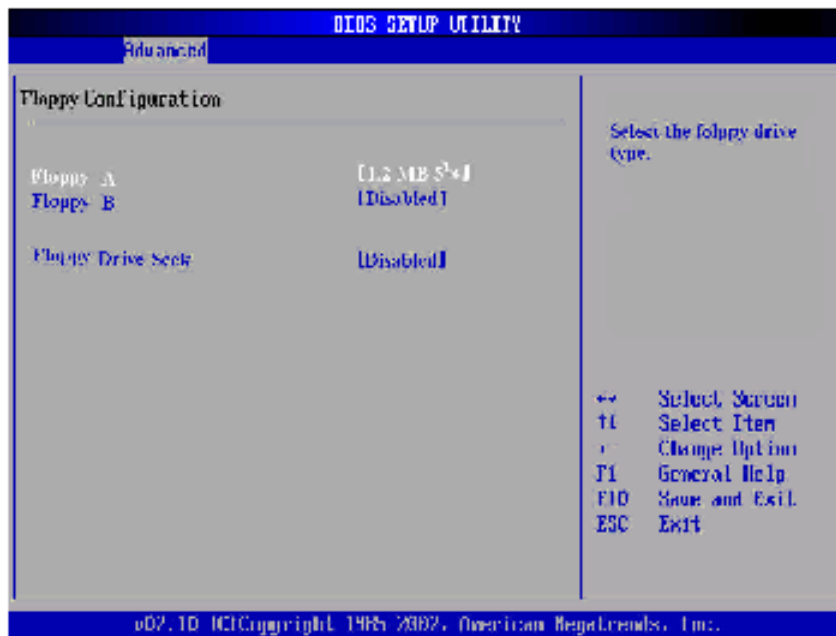 BIOS SETUP UTILITY
Advanced
Floppy Configuration
Floppy A [1.2 MB 5¼]
Floppy B [Disabled]
Floppy Drive Seek [Disabled]
Select the folppy drive
type.
←→ Select Screen
↑↓ Select Item
Change Option
F1 General Help
F10 Save and Exit
ESC Exit
v02.10 (C)Copyright 1985-2002, American Megatrends, Inc.